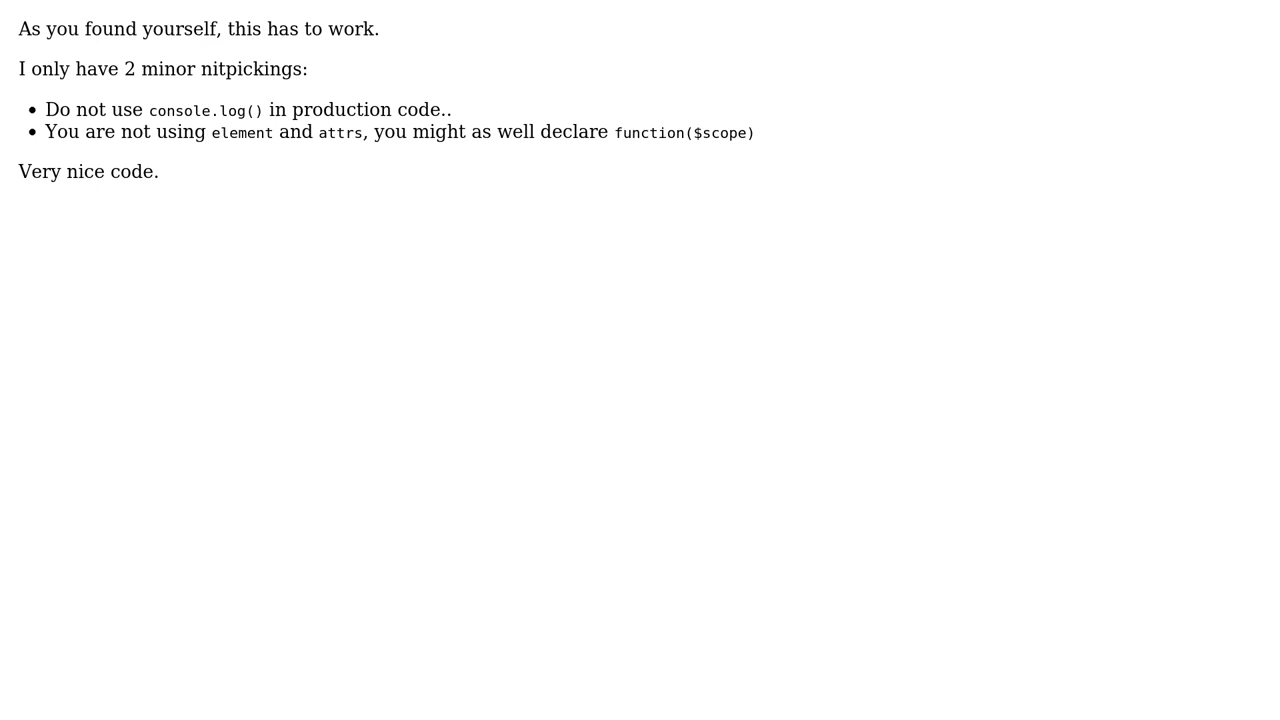 As you found yourself, this has to work.
I only have 2 minor nitpickings:
• Do not use console.log() in production code..
• You are not using element and attrs, you might as well declare function($scope)
Very nice code.